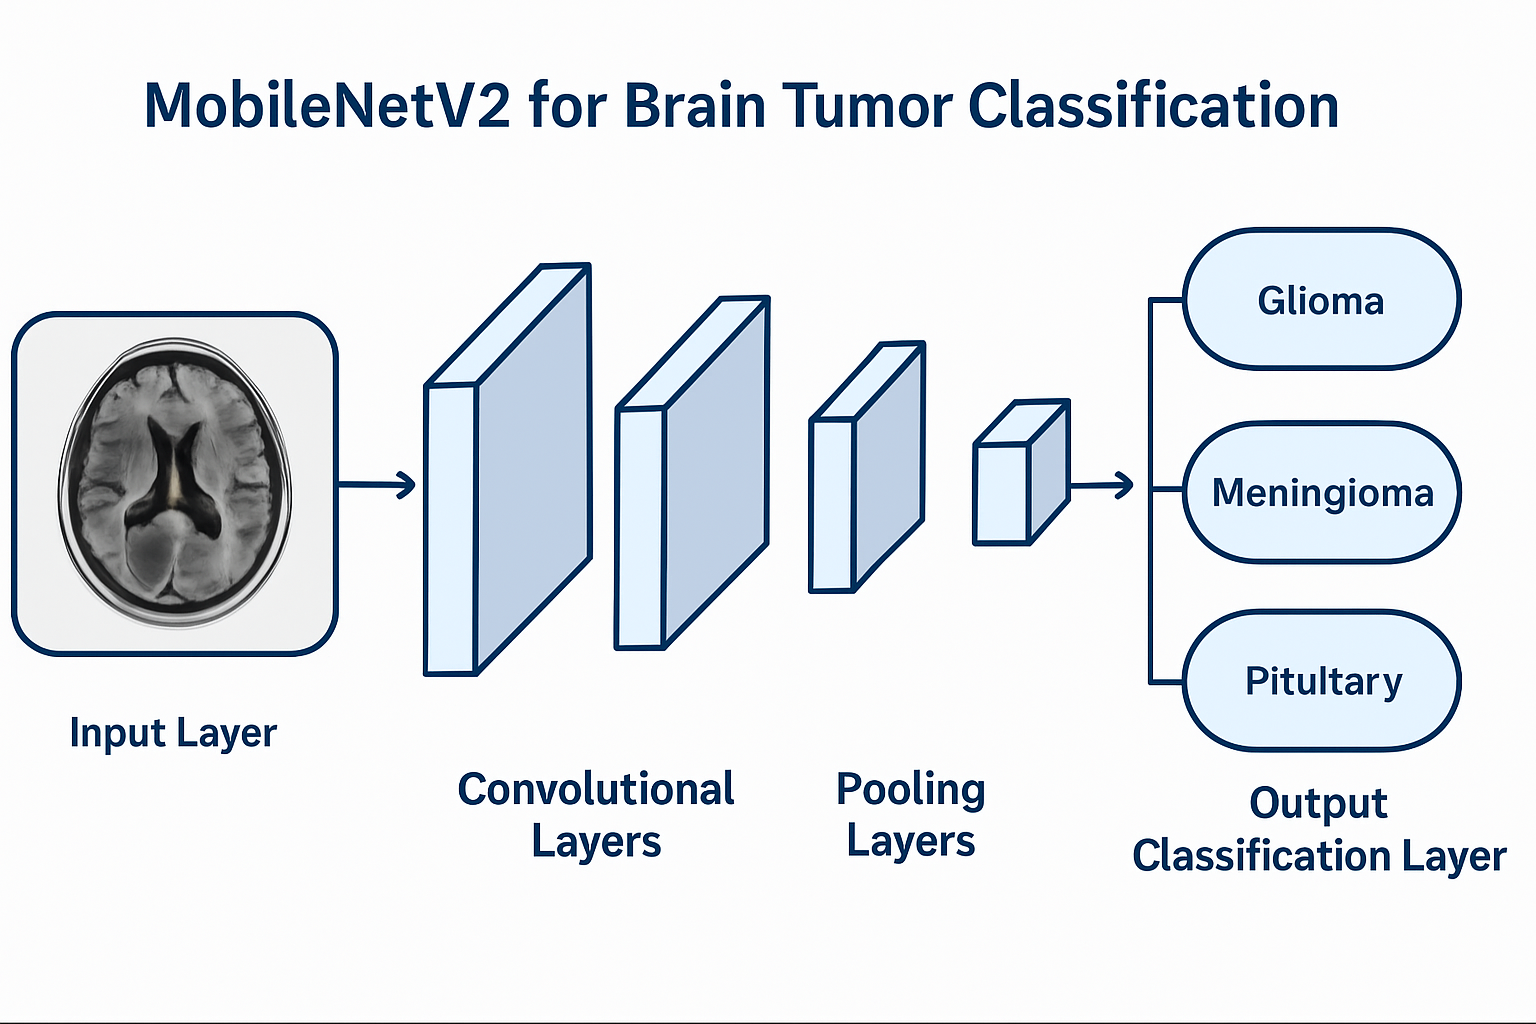 MobileNetV2 for Brain Tumor Classification
Glioma
Meningioma
Pitultary
Input Layer
Convolutional
Layers
Pooling
Layers
Output
Classification Layer